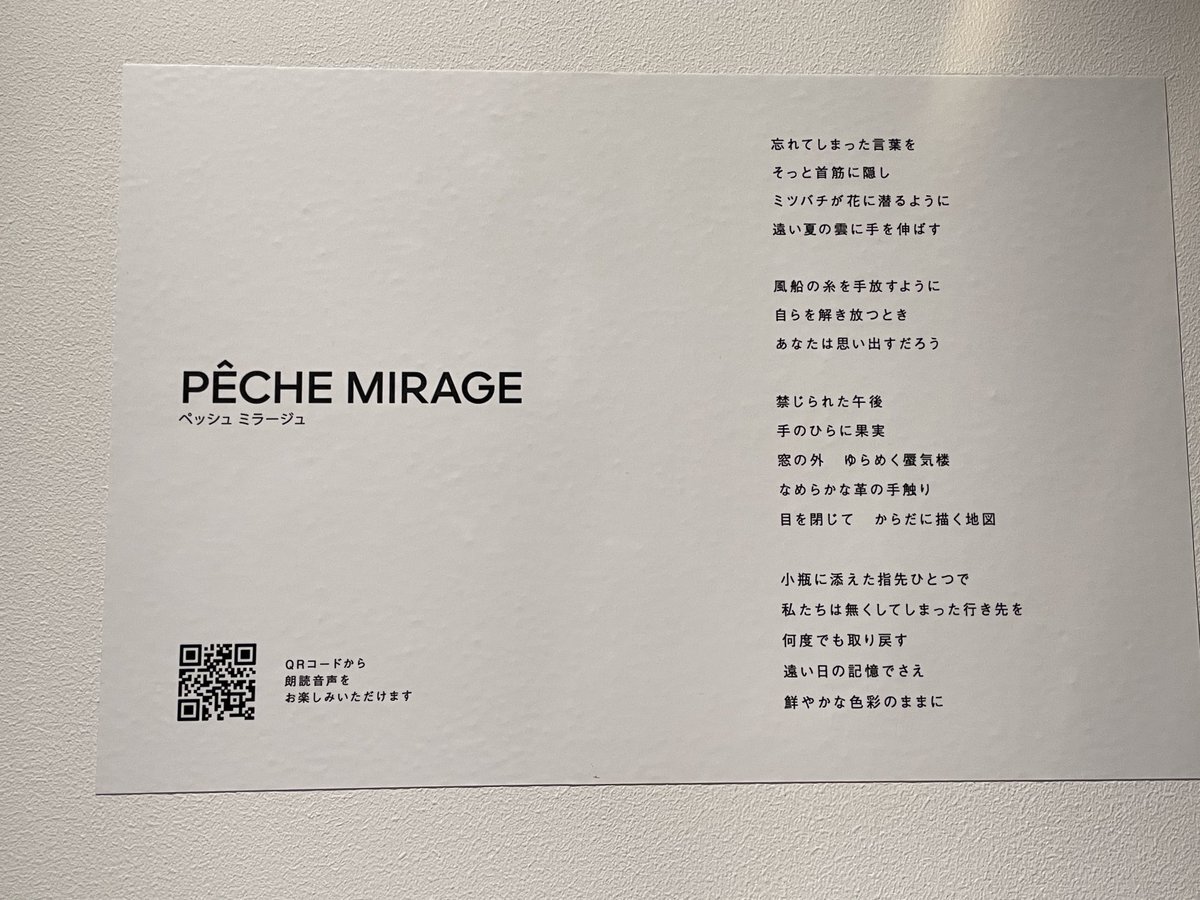 PÊCHE MIRAGE
ペッシュ ミラージュ
QRコードから
朗読音声を
お楽しみいただけます
忘れてしまった言葉を
そっと首筋に隠し
ミツバチが花に潜るように
遠い夏の雲に手を伸ばす
風船の糸を手放すように
自らを解き放つとき
あなたは思い出すだろう
禁じられた午後
手のひらに果実
窓の外　ゆらめく蜃気楼
なめらかな革の手触り
目を閉じて　からだに描く地図
小瓶に添えた指先ひとつで
私たちは無くしてしまった行き先を
何度でも取り戻す
遠い日の記憶でさえ
鮮やかな色彩のままに